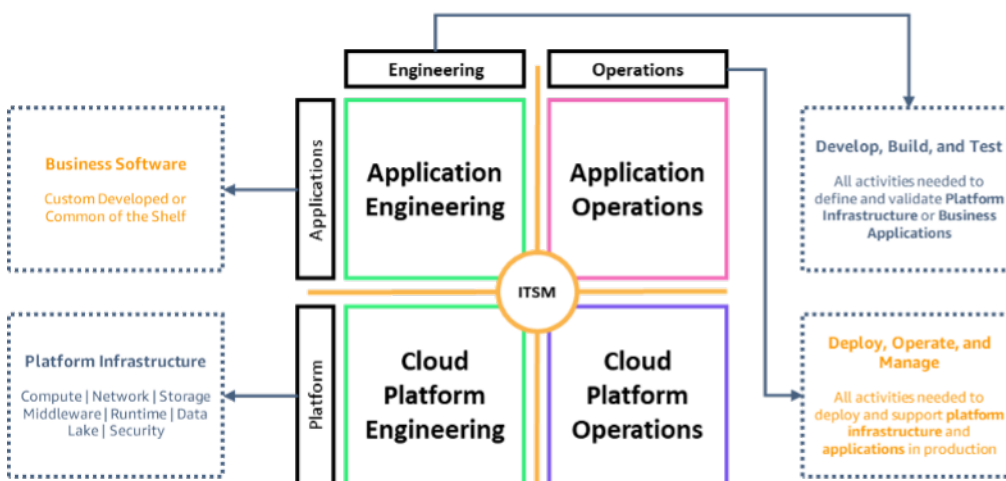 Engineering
Operations
Business Software
Custom Developed or
Common of the Shelf
Applications
Application
Engineering
Application
Operations
Develop, Build, and Test
All activities needed to
define and validate Platform
Infrastructure or Business
Applications
ITSM
Platform Infrastructure
Compute | Network | Storage
Middleware | Runtime | Data
Lake | Security
Platform
Cloud
Platform
Engineering
Cloud
Platform
Operations
Deploy, Operate, and
Manage
All activities needed to
deploy and support platform
infrastructure and
applications in production